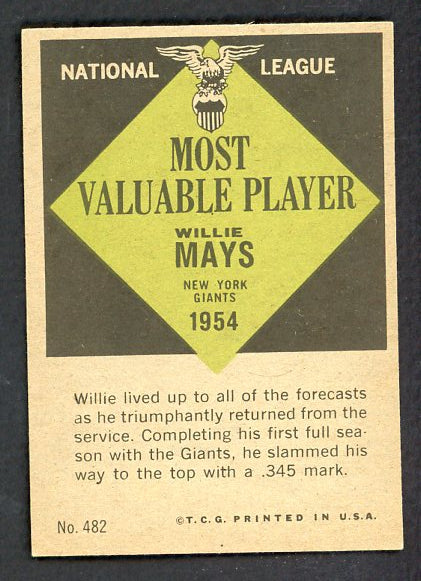 NATIONAL LEAGUE
MOST
VALUABLE PLAYER
WILLIE
MAYS
NEW YORK
GIANTS
1954
Willie lived up to all of the forecasts
as he triumphantly returned from the
service. Completing his first full sea-
son with the Giants, he slammed his
way to the top with a .345 mark.
No. 482 ©T.C.G. PRINTED IN U.S.A.